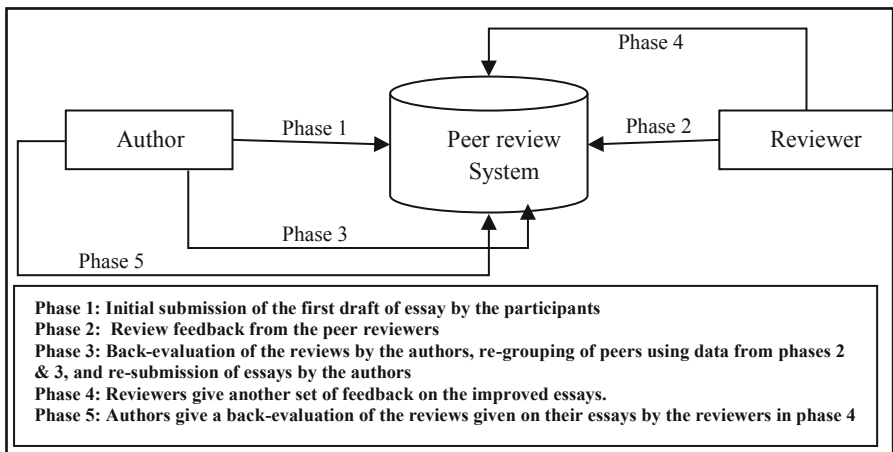 Phase 4
Phase 1
Phase 2
Author
Peer review
System
Reviewer
Phase 3
Phase 5
Phase 1: Initial submission of the first draft of essay by the participants
Phase 2: Review feedback from the peer reviewers
Phase 3: Back-evaluation of the reviews by the authors, re-grouping of peers using data from phases 2
& 3, and re-submission of essays by the authors
Phase 4: Reviewers give another set of feedback on the improved essays.
Phase 5: Authors give a back-evaluation of the reviews given on their essays by the reviewers in phase 4